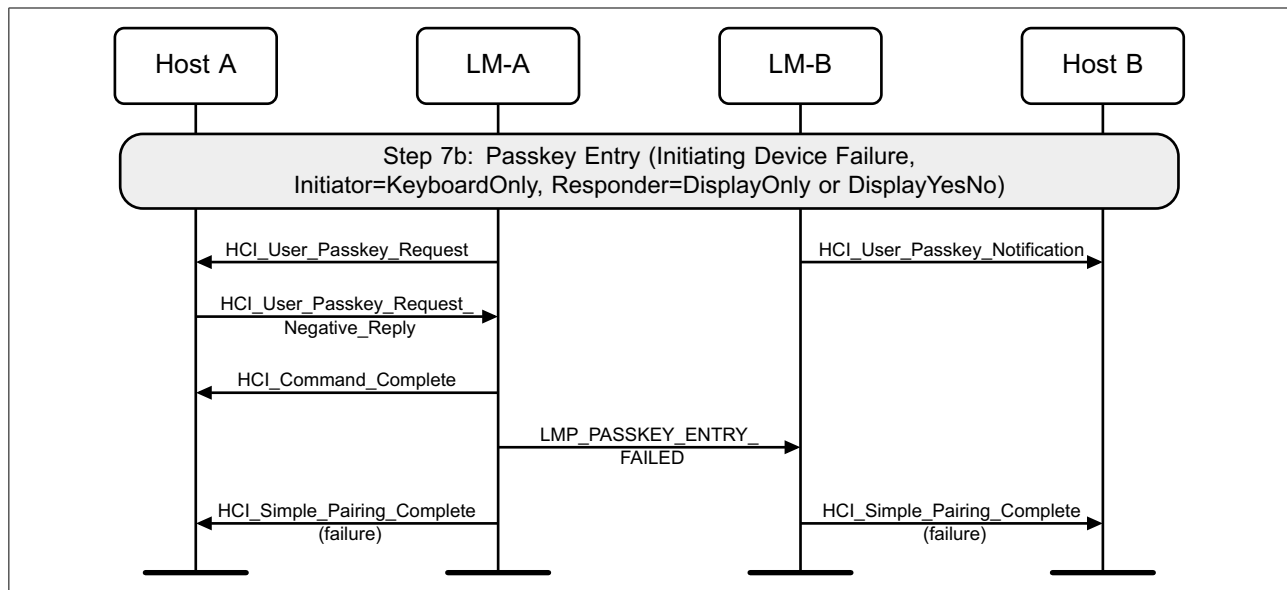 Host A
LM-A
LM-B
Host B
Step 7b: Passkey Entry (Initiating Device Failure,
Initiator=KeyboardOnly, Responder=DisplayOnly or DisplayYesNo)
HCI_User_Passkey_Request
HCI_User_Passkey_Notification
HCI_User_Passkey_Request_
Negative_Reply
HCI_Command_Complete
LMP_PASSKEY_ENTRY_
FAILED
HCI_Simple_Pairing_Complete
(failure)
HCI_Simple_Pairing_Complete
(failure)